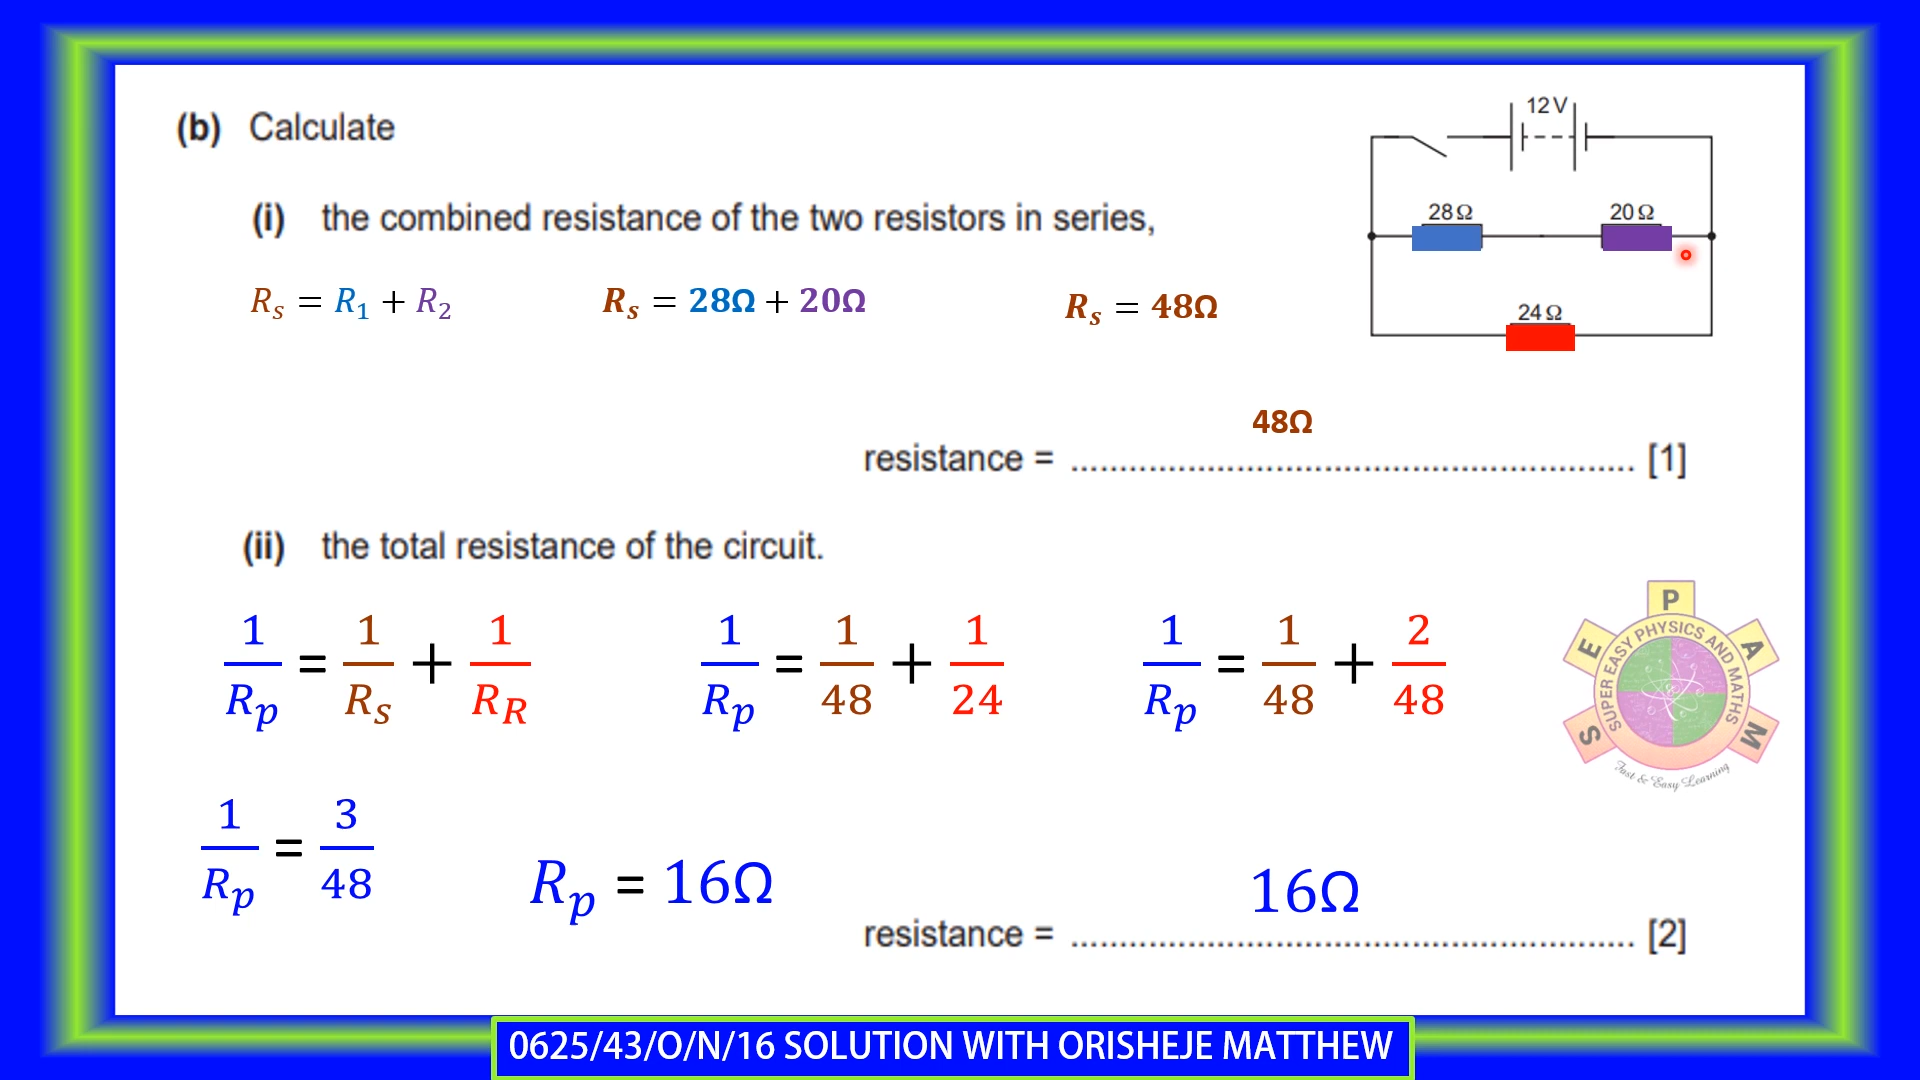 (b) Calculate
12 V
(i) the combined resistance of the two resistors in series,
28 Ω 20 Ω
Rₛ = R₁ + R₂ Rₛ = 28Ω + 20Ω Rₛ = 48Ω
24 Ω
48Ω
resistance = .......................................................... [1]
(ii) the total resistance of the circuit.
1/Rₚ = 1/Rₛ + 1/R_R 1/Rₚ = 1/48 + 1/24 1/Rₚ = 1/48 + 2/48
S E P A M
SUPER EASY PHYSICS AND MATHS
Fast & Easy Learning
1/Rₚ = 3/48 Rₚ = 16Ω 16Ω
resistance = .......................................................... [2]
0625/43/O/N/16 SOLUTION WITH ORISHEJE MATTHEW